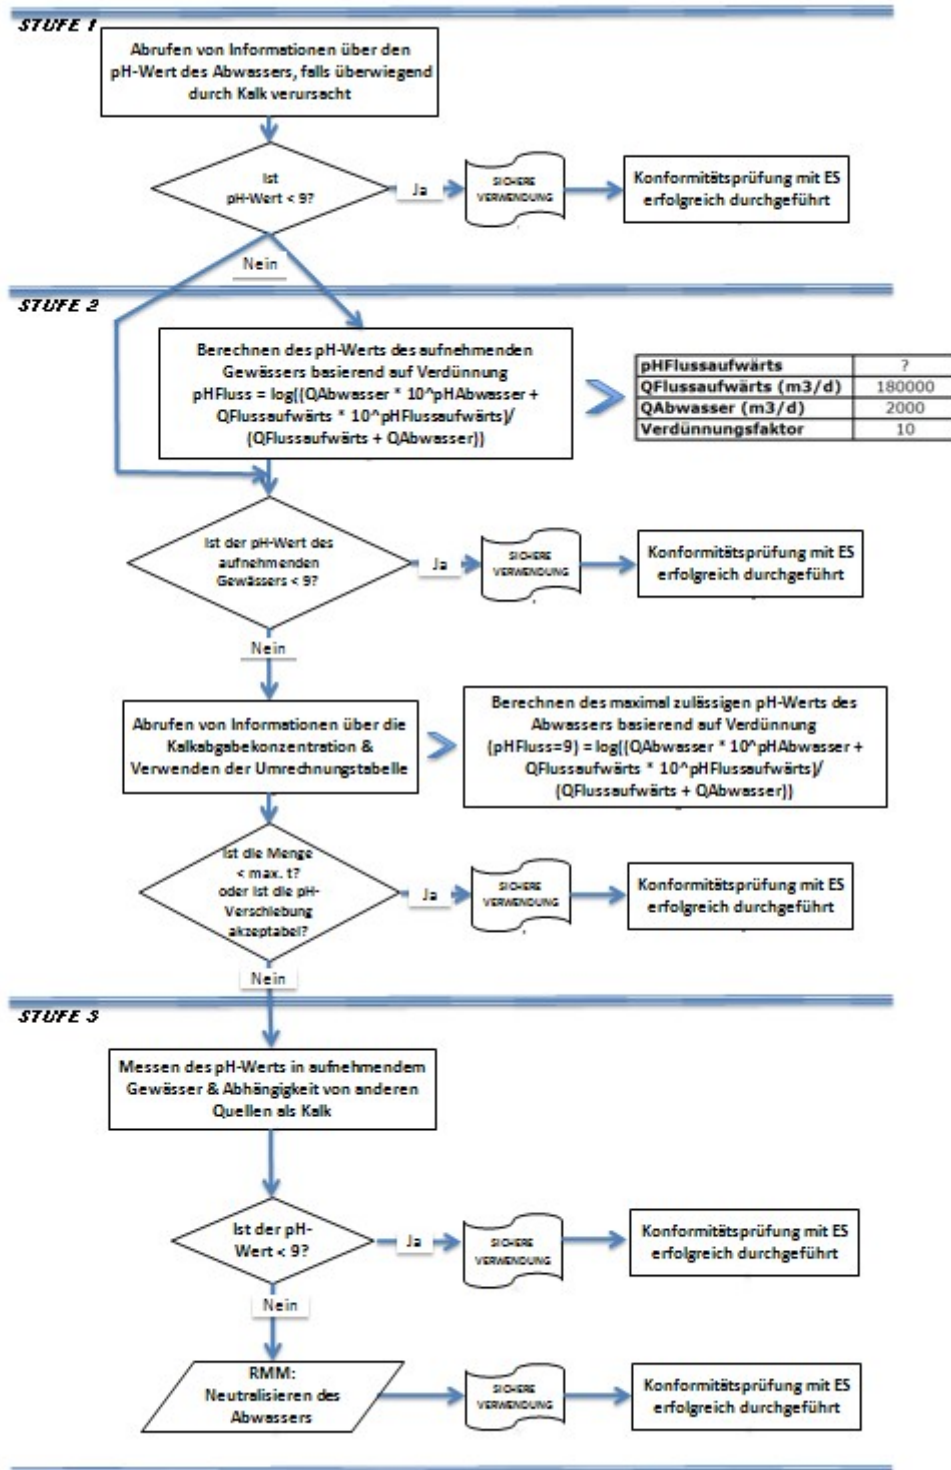 STUFE 1
Abrufen von Informationen über den
pH-Wert des Abwassers, falls überwiegend
durch Kalk verursacht
Ist
pH-Wert < 9?
Ja
SICHERE
VERWENDUNG
Konformitätsprüfung mit ES
erfolgreich durchgeführt
Nein
STUFE 2
Berechnen des pH-Werts des aufnehmenden
Gewässers basierend auf Verdünnung
pHFluss = log((QAbwasser * 10^pHAbwasser +
QFlussaufwärts * 10^pHFlussaufwärts)/
(QFlussaufwärts + QAbwasser))
pHFlussaufwärts ?
QFlussaufwärts (m3/d) 180000
QAbwasser (m3/d) 2000
Verdünnungsfaktor 10
Ist der pH-Wert des
aufnehmenden
Gewässers < 9?
Ja
SICHERE
VERWENDUNG
Konformitätsprüfung mit ES
erfolgreich durchgeführt
Nein
Abrufen von Informationen über die
Kalkabgabekonzentration &
Verwenden der Umrechnungstabelle
Berechnen des maximal zulässigen pH-Werts des
Abwassers basierend auf Verdünnung
(pHFluss=9) = log((QAbwasser * 10^pHAbwasser +
QFlussaufwärts * 10^pHFlussaufwärts)/
(QFlussaufwärts + QAbwasser))
Ist die Menge
< max. t?
oder ist die pH-
Verschiebung
akzeptabel?
Ja
SICHERE
VERWENDUNG
Konformitätsprüfung mit ES
erfolgreich durchgeführt
Nein
STUFE 3
Messen des pH-Werts in aufnehmendem
Gewässer & Abhängigkeit von anderen
Quellen als Kalk
Ist der pH-
Wert < 9?
Ja
SICHERE
VERWENDUNG
Konformitätsprüfung mit ES
erfolgreich durchgeführt
Nein
RMM:
Neutralisieren des
Abwassers
SICHERE
VERWENDUNG
Konformitätsprüfung mit ES
erfolgreich durchgeführt